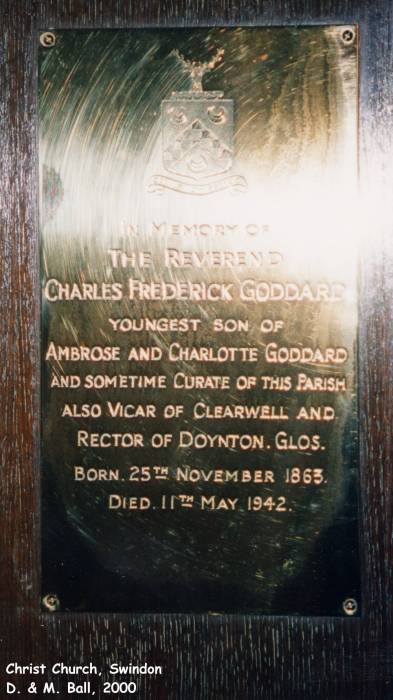 In Memory of
The Reverend
Charles Frederick Goddard
youngest son of
Ambrose and Charlotte Goddard
and sometime Curate of this Parish
also Vicar of Clearwell and
Rector of Doynton. Glos.
Born. 25th November 1863.
Died. 11th May 1942.
Christ Church, Swindon
D. & M. Ball, 2000